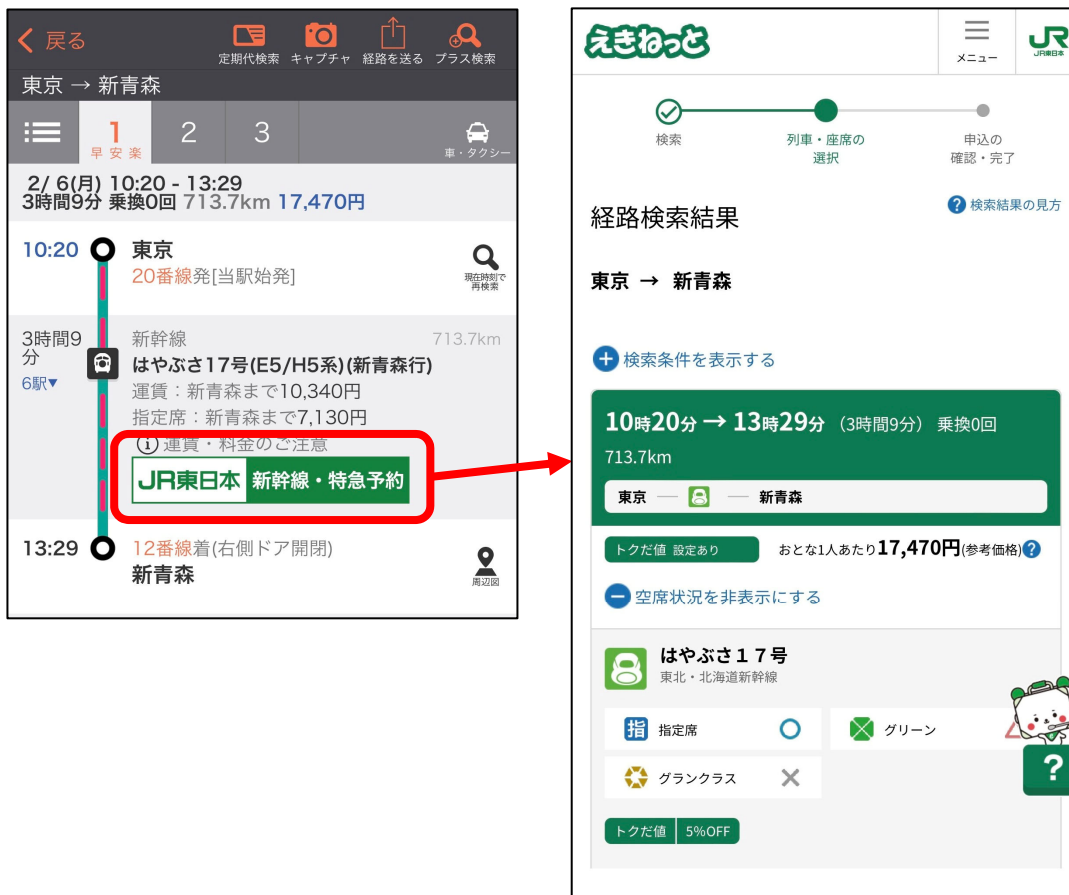 戻る
定期代検索 キャプチャ 経路を送る プラス検索
東京 → 新青森
1 2 3
早 安 楽
車・タクシー
2/ 6(月) 10:20 - 13:29
3時間9分 乗換0回 713.7km 17,470円
10:20 東京
20番線発[当駅始発]
現在時刻で
再検索
3時間9
分
6駅▼
新幹線 713.7km
はやぶさ17号(E5/H5系)(新青森行)
運賃：新青森まで10,340円
指定席：新青森まで7,130円
i 運賃・料金のご注意
JR東日本 新幹線・特急予約
13:29 12番線着(右側ドア開閉)
新青森
周辺図
えきねっと
メニュー
JR
JR東日本
検索
列車・座席の
選択
申込の
確認・完了
経路検索結果
? 検索結果の見方
東京 → 新青森
+ 検索条件を表示する
10時20分 → 13時29分 （3時間9分） 乗換0回
713.7km
東京 — — 新青森
トクだ値 設定あり おとな1人あたり17,470円(参考価格)?
− 空席状況を非表示にする
はやぶさ１７号
東北・北海道新幹線
指 指定席 ○ グリーン △
グランクラス ×
?
トクだ値 5%OFF